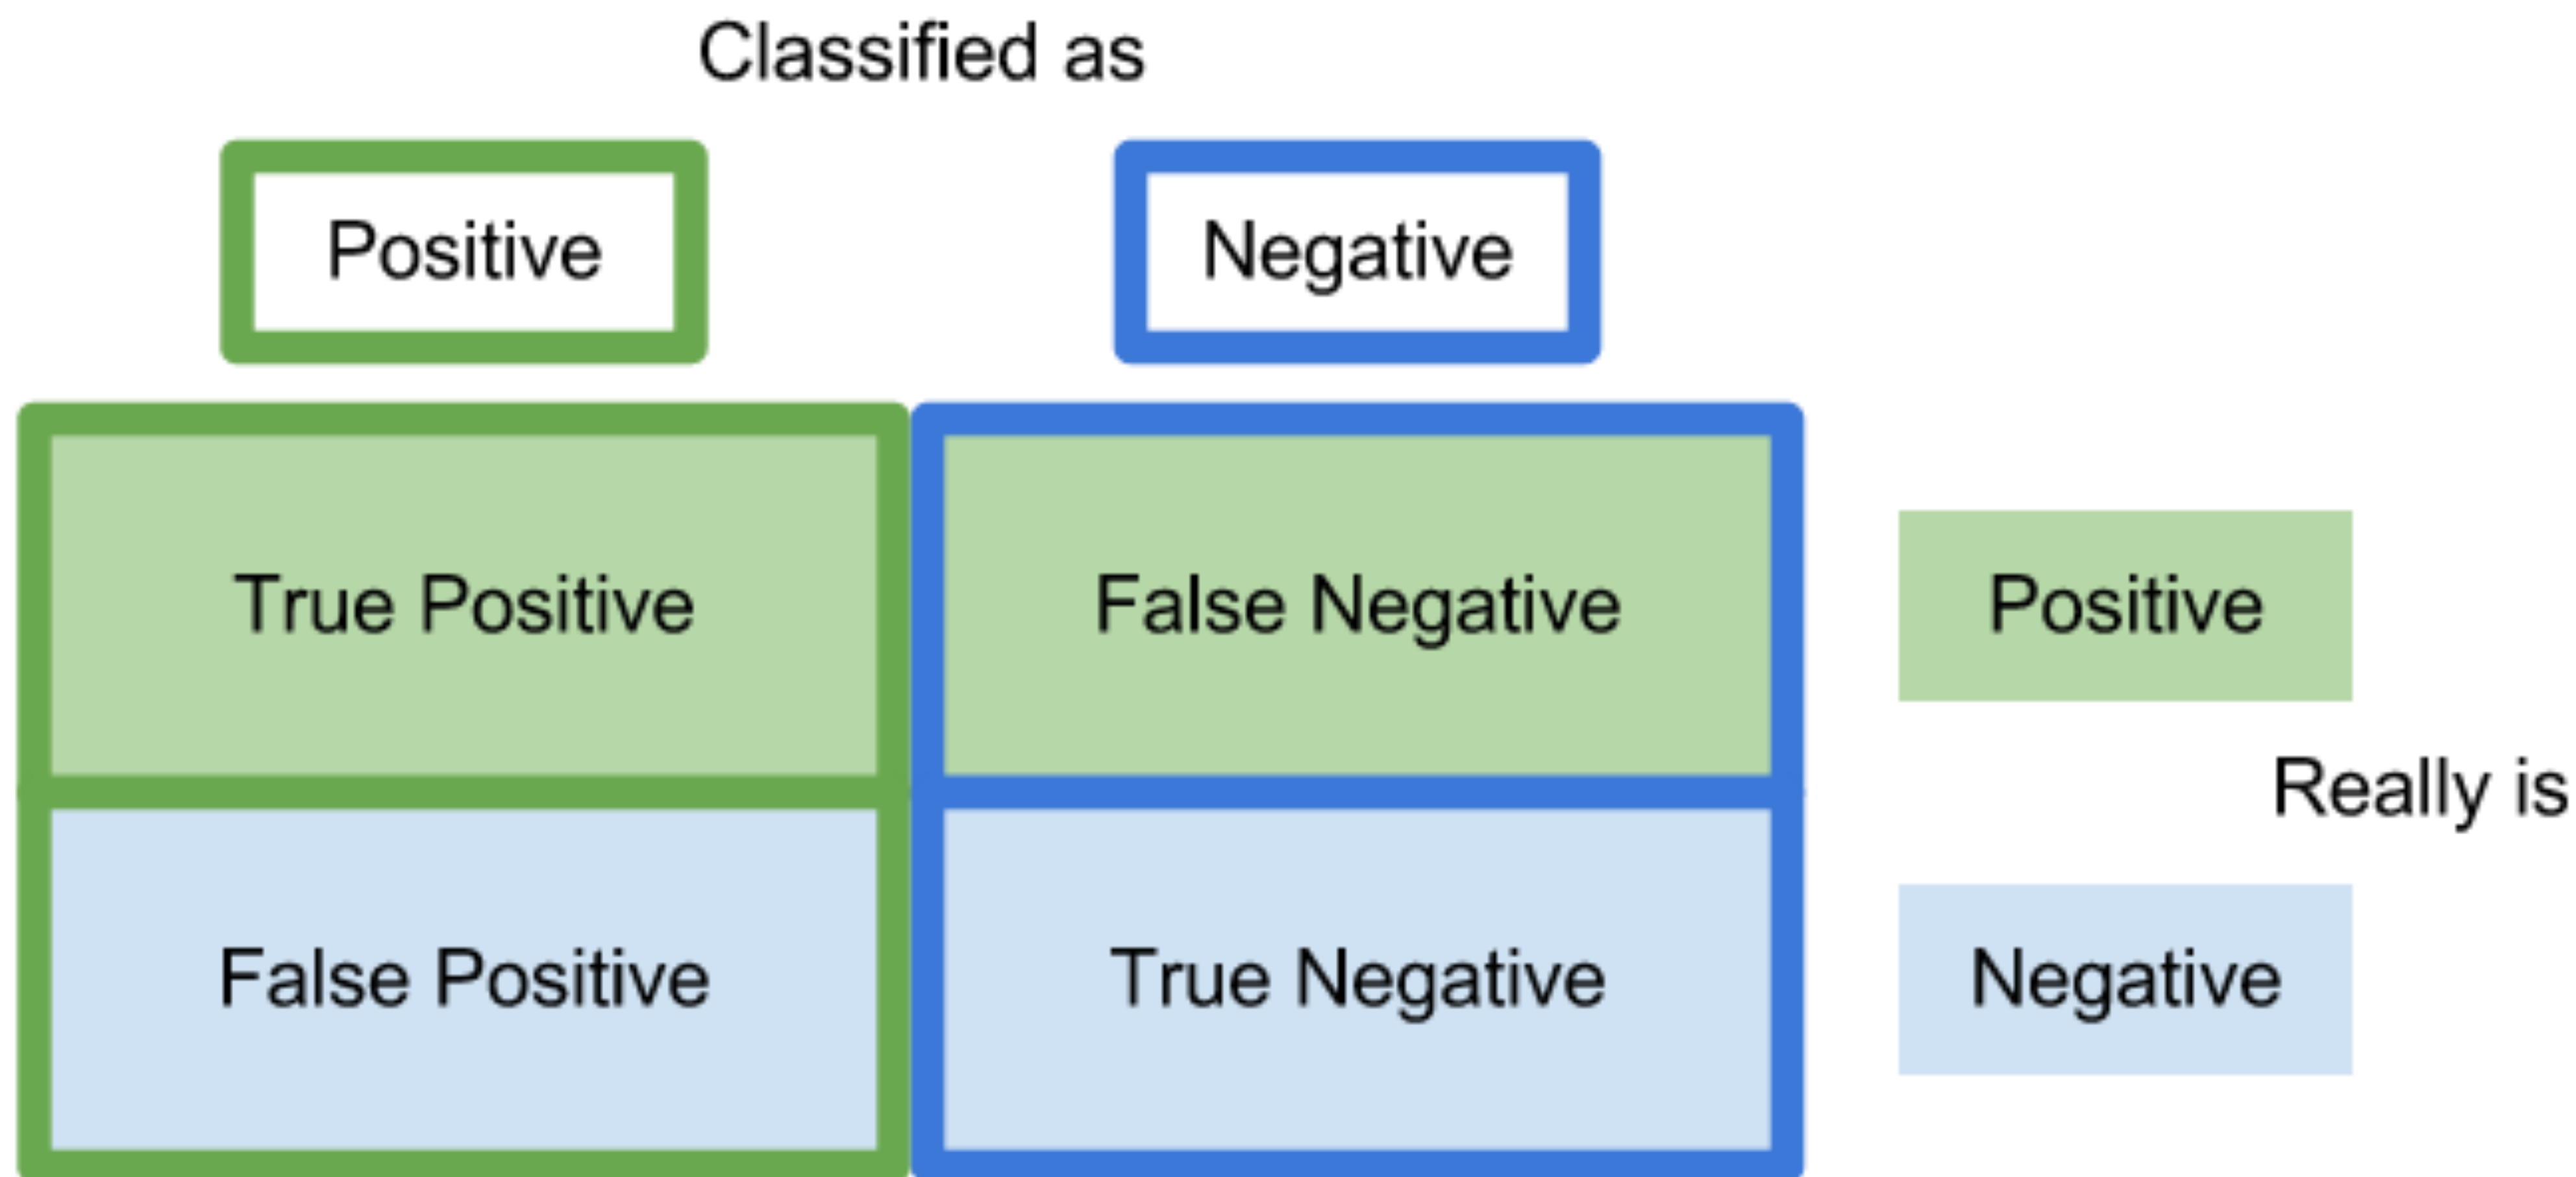 Classified as
Positive
Negative
True Positive
False Negative
Positive
Really is
False Positive
True Negative
Negative